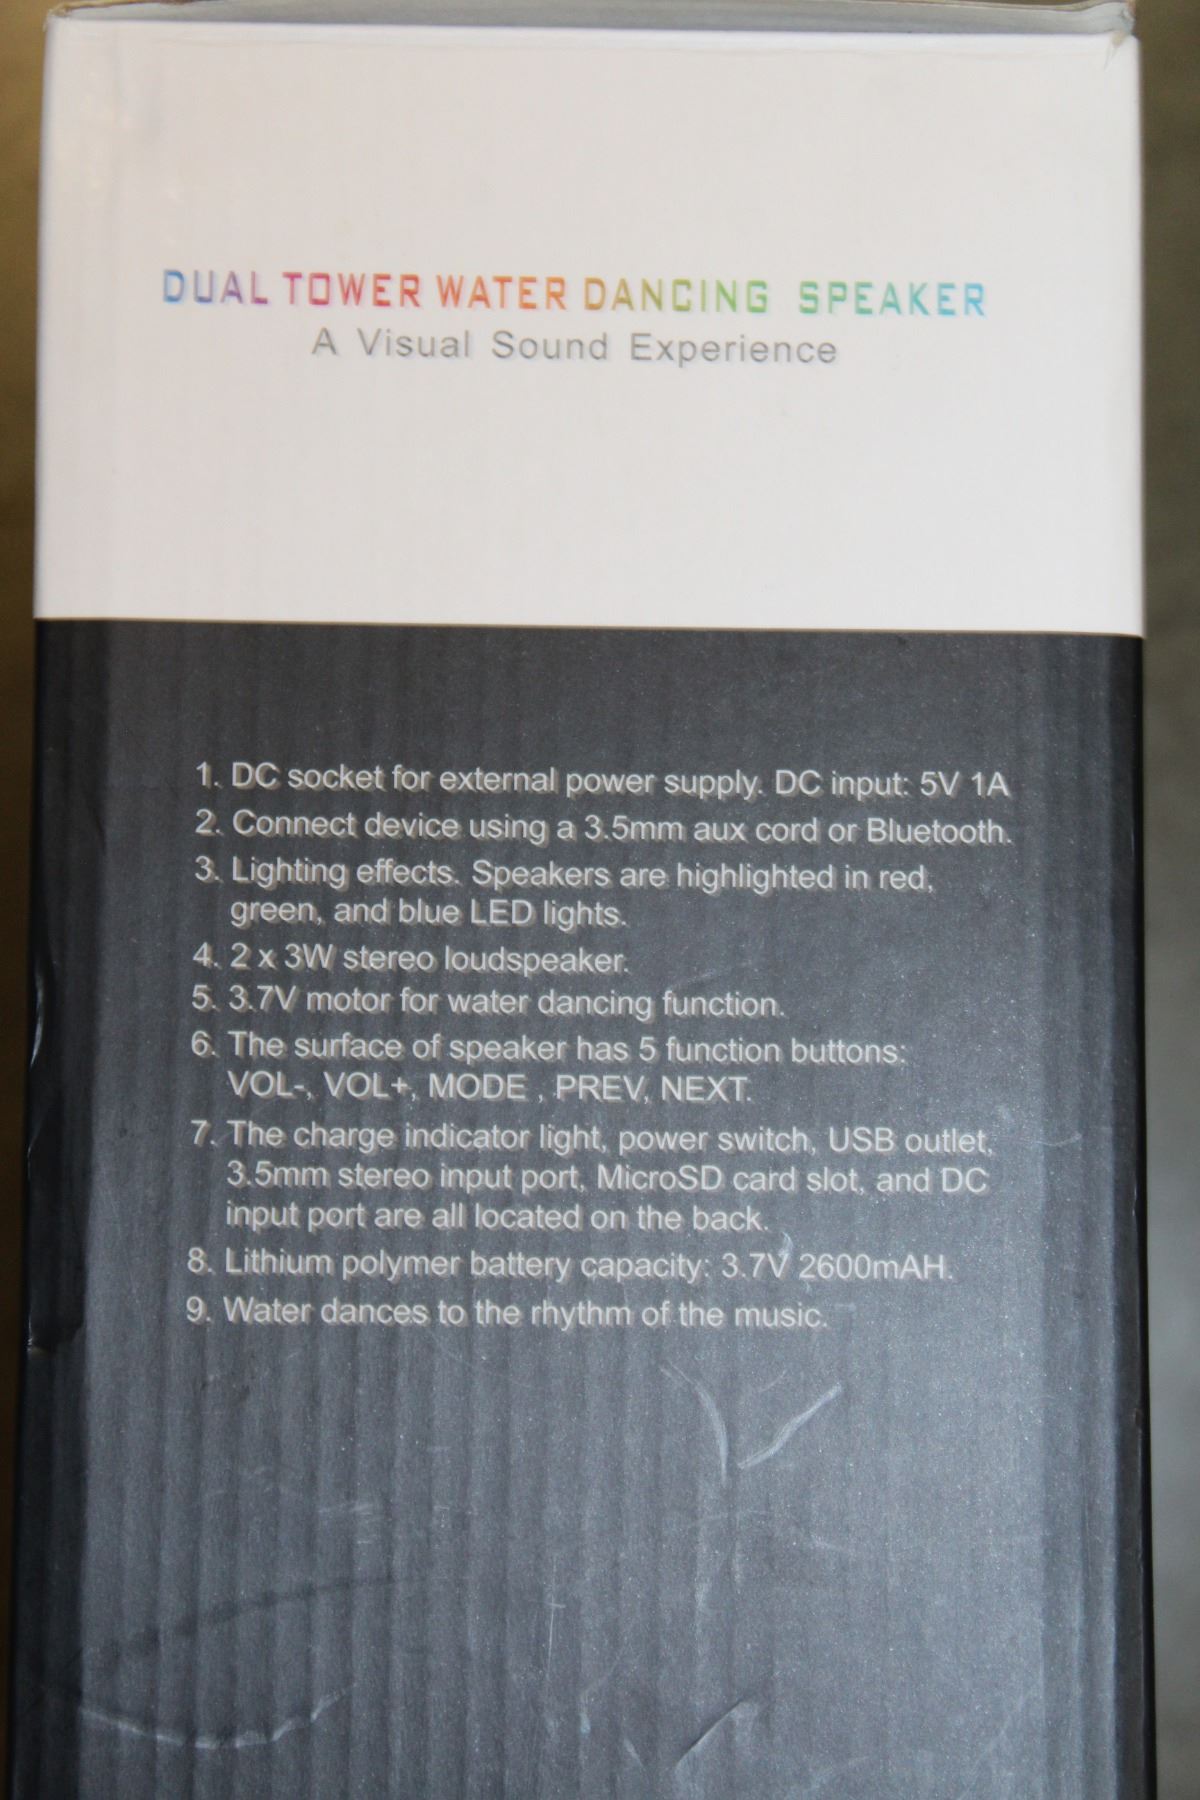 DUAL TOWER WATER DANCING SPEAKER
A Visual Sound Experience
1. DC socket for external power supply. DC input: 5V 1A
2. Connect device using a 3.5mm aux cord or Bluetooth.
3. Lighting effects. Speakers are highlighted in red,
green, and blue LED lights.
4. 2 x 3W stereo loudspeaker.
5. 3.7V motor for water dancing function.
6. The surface of speaker has 5 function buttons:
VOL-, VOL+, MODE , PREV, NEXT.
7. The charge indicator light, power switch, USB outlet,
3.5mm stereo input port, MicroSD card slot, and DC
input port are all located on the back.
8. Lithium polymer battery capacity: 3.7V 2600mAH.
9. Water dances to the rhythm of the music.